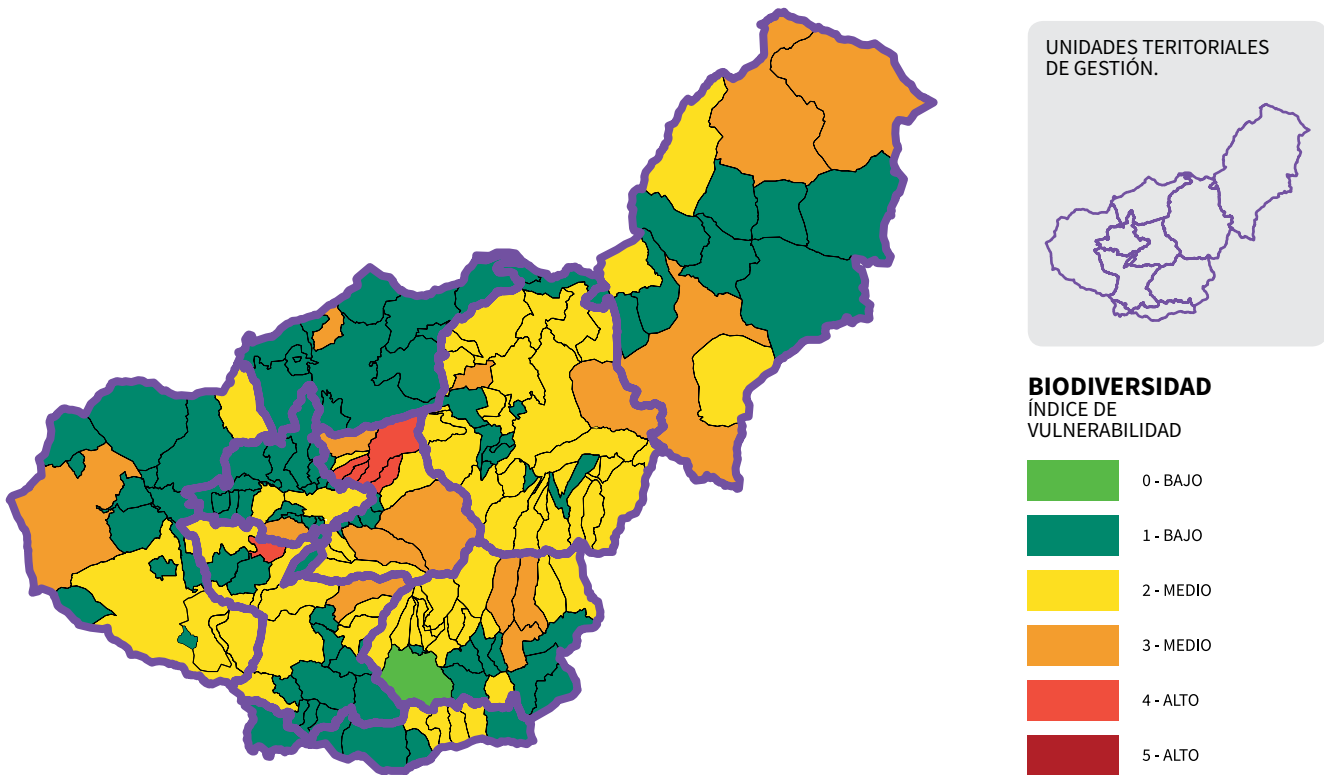 UNIDADES TERITORIALES
DE GESTIÓN.
BIODIVERSIDAD
ÍNDICE DE
VULNERABILIDAD
0 - BAJO
1 - BAJO
2 - MEDIO
3 - MEDIO
4 - ALTO
5 - ALTO